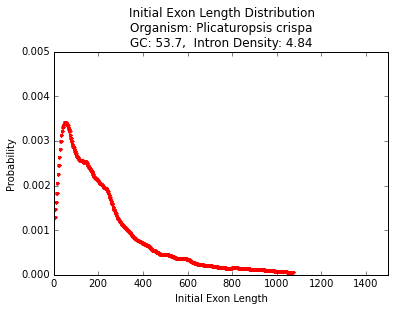 Initial Exon Length Distribution
Organism: Plicaturopsis crispa
GC: 53.7,  Intron Density: 4.84
0.005
0.004
0.003
0.002
0.001
0.000
Probability
0 200 400 600 800 1000 1200 1400
Initial Exon Length